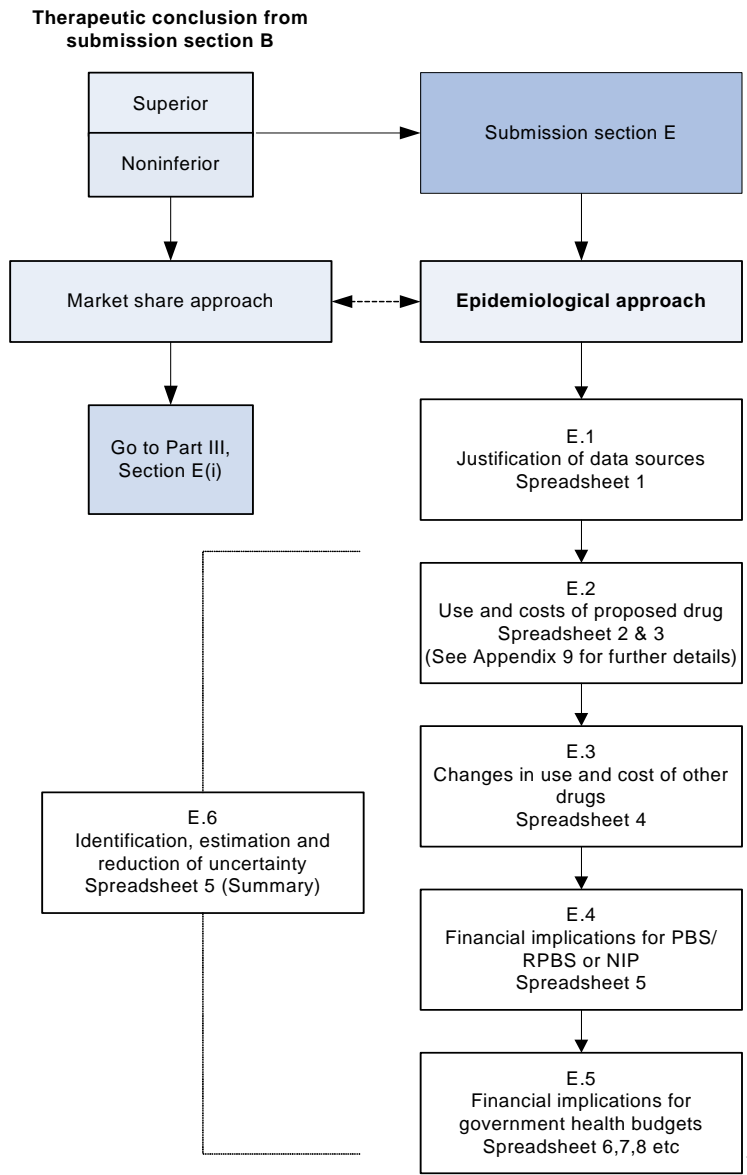 Therapeutic conclusion from
submission section B
Superior
Noninferior
Submission section E
Market share approach
Epidemiological approach
Go to Part III,
Section E(i)
E.1
Justification of data sources
Spreadsheet 1
E.2
Use and costs of proposed drug
Spreadsheet 2 & 3
(See Appendix 9 for further details)
E.3
Changes in use and cost of other
drugs
Spreadsheet 4
E.6
Identification, estimation and
reduction of uncertainty
Spreadsheet 5 (Summary)
E.4
Financial implications for PBS/
RPBS or NIP
Spreadsheet 5
E.5
Financial implications for
government health budgets
Spreadsheet 6,7,8 etc